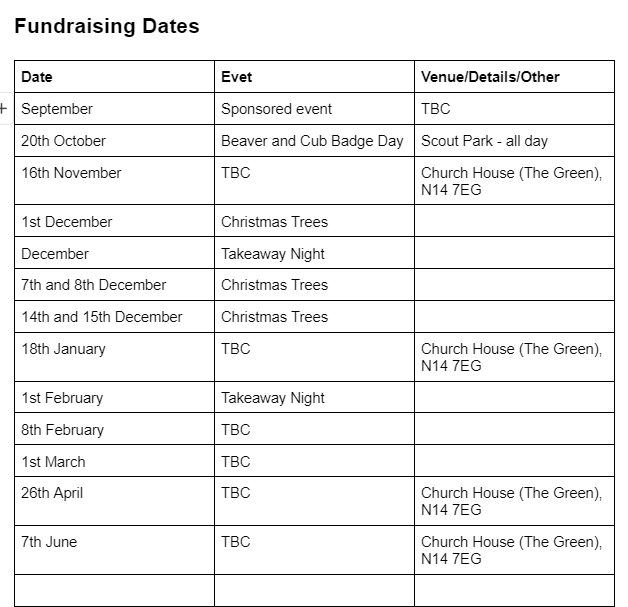 Fundraising Dates
Date Evet Venue/Details/Other
September Sponsored event TBC
20th October Beaver and Cub Badge Day Scout Park - all day
16th November TBC Church House (The Green),
N14 7EG
1st December Christmas Trees
December Takeaway Night
7th and 8th December Christmas Trees
14th and 15th December Christmas Trees
18th January TBC Church House (The Green),
N14 7EG
1st February Takeaway Night
8th February TBC
1st March TBC
26th April TBC Church House (The Green),
N14 7EG
7th June TBC Church House (The Green),
N14 7EG